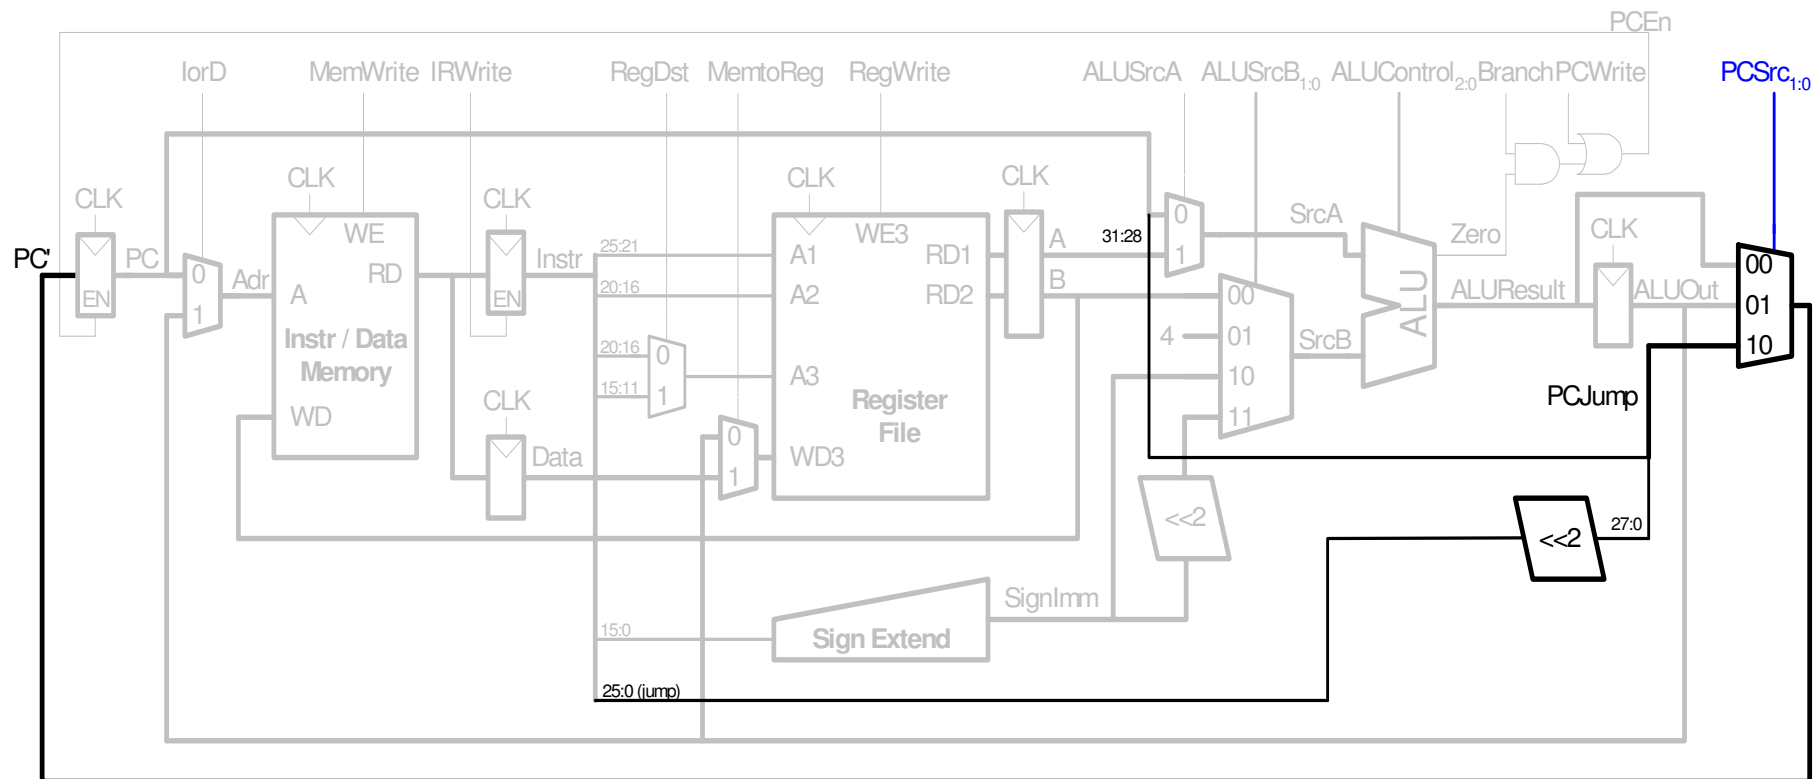 PCEn
IorD MemWrite IRWrite RegDst MemtoReg RegWrite ALUSrcA ALUSrcB1:0 ALUControl2:0 Branch PCWrite PCSrc1:0
CLK CLK CLK CLK CLK CLK
PC' PC EN
0 1 Adr
WE RD A
Instr / Data
Memory
WD
EN Instr
CLK
Data
25:21
20:16
20:16
15:11
0
1
0
1
WE3
A1 RD1
A2 RD2
A3
Register
File
WD3
A
B
31:28
0
1
SrcA
00
4 01
10
11
SrcB
ALU
Zero
ALUResult
CLK
ALUOut
00
01
10
PCJump
<<2
<<2
27:0
SignImm
15:0
Sign Extend
25:0 (jump)